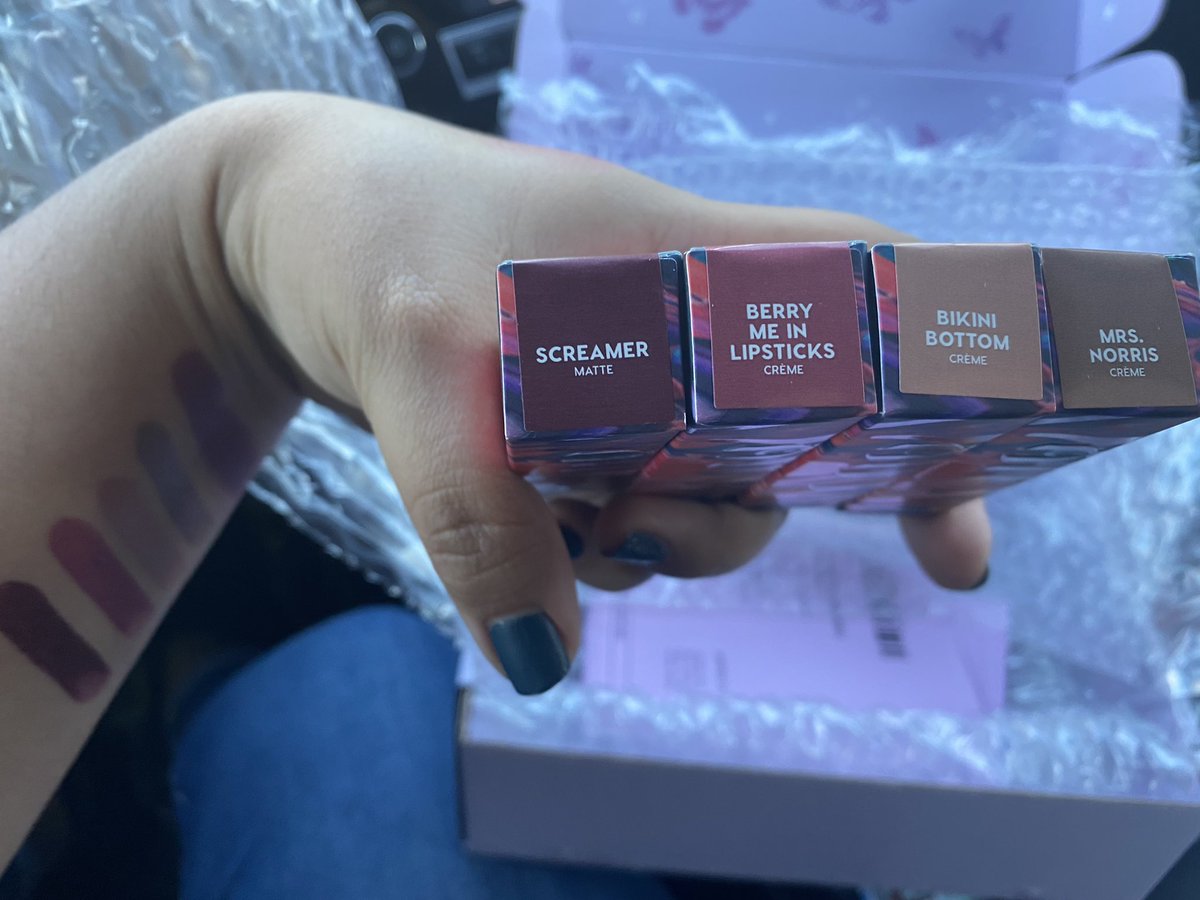 SCREAMER
MATTE
BERRY
ME IN
LIPSTICKS
CRÈME
BIKINI
BOTTOM
CRÈME
MRS.
NORRIS
CRÈME